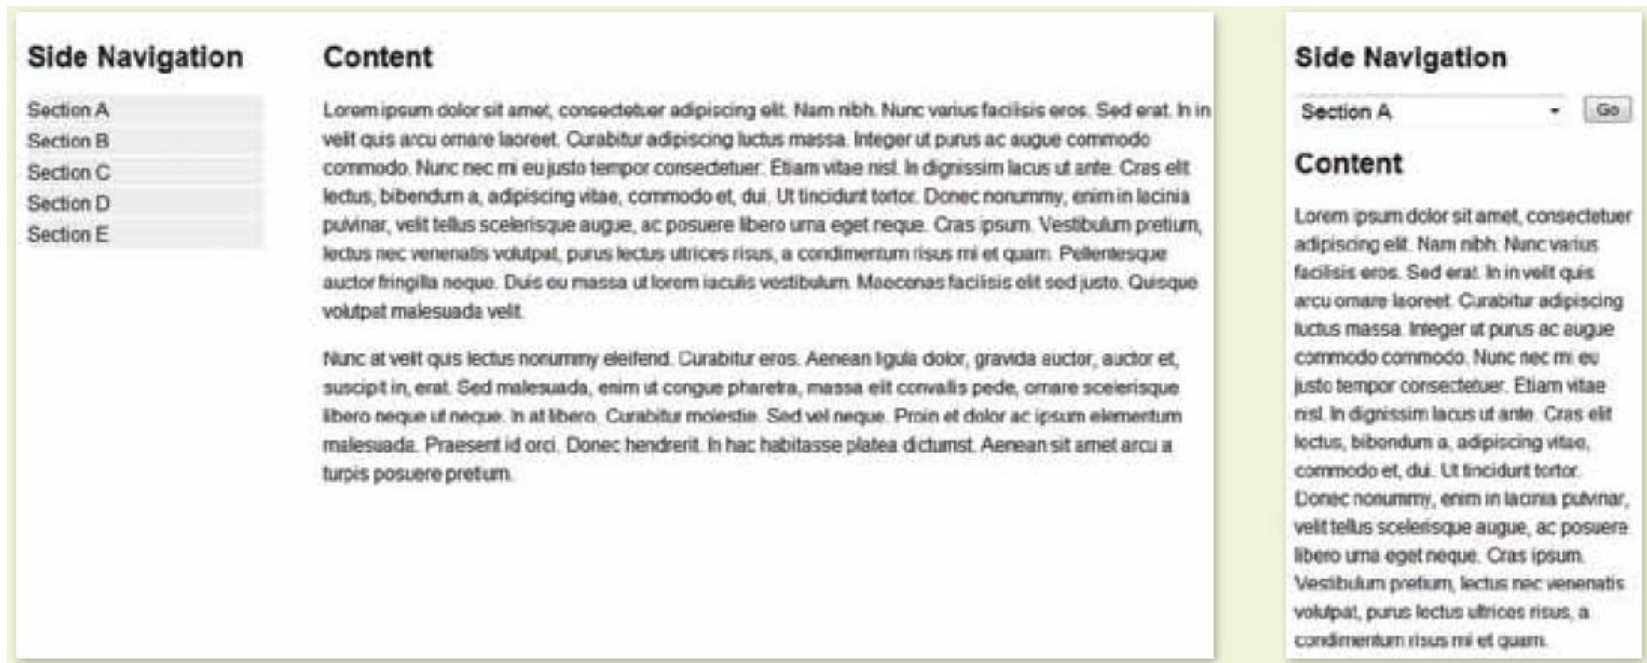 Side Navigation
Section A
Section B
Section C
Section D
Section E
Content
Lorem ipsum dolor sit amet, consectetuer adipiscing elit. Nam nibh. Nunc varius facilisis eros. Sed erat. In in
velit quis arcu ornare laoreet. Curabitur adipiscing luctus massa. Integer ut purus ac augue commodo
commodo. Nunc nec mi eu justo tempor consectetuer. Etiam vitae nisl. In dignissim lacus ut ante. Cras elit
lectus, bibendum a, adipiscing vitae, commodo et, dui. Ut tincidunt tortor. Donec nonummy, enim in lacinia
pulvinar, velit tellus scelerisque augue, ac posuere libero urna eget neque. Cras ipsum. Vestibulum pretium,
lectus nec venenatis volutpat, purus lectus ultrices risus, a condimentum risus mi et quam. Pellentesque
auctor fringilla neque. Duis eu massa ut lorem iaculis vestibulum. Maecenas facilisis elit sed justo. Quisque
volutpat malesuada velit.
Nunc at velit quis lectus nonummy eleifend. Curabitur eros. Aenean ligula dolor, gravida auctor, auctor et,
suscipit in, erat. Sed malesuada, enim ut congue pharetra, massa elit convallis pede, ornare scelerisque
libero neque ut neque. In at libero. Curabitur molestie. Sed vel neque. Proin et dolor ac ipsum elementum
malesuada. Praesent id orci. Donec hendrerit. In hac habitasse platea dictumst. Aenean sit amet arcu a
turpis posuere pretium.
Side Navigation
Section A
Go
Content
Lorem ipsum dolor sit amet, consectetuer
adipiscing elit. Nam nibh. Nunc varius
facilisis eros. Sed erat. In in velit quis
arcu ornare laoreet. Curabitur adipiscing
luctus massa. Integer ut purus ac augue
commodo commodo. Nunc nec mi eu
justo tempor consectetuer. Etiam vitae
nisl. In dignissim lacus ut ante. Cras elit
lectus, bibendum a, adipiscing vitae,
commodo et, dui. Ut tincidunt tortor.
Donec nonummy, enim in lacinia pulvinar,
velit tellus scelerisque augue, ac posuere
libero urna eget neque. Cras ipsum.
Vestibulum pretium, lectus nec venenatis
volutpat, purus lectus ultrices risus, a
condimentum risus mi et quam.